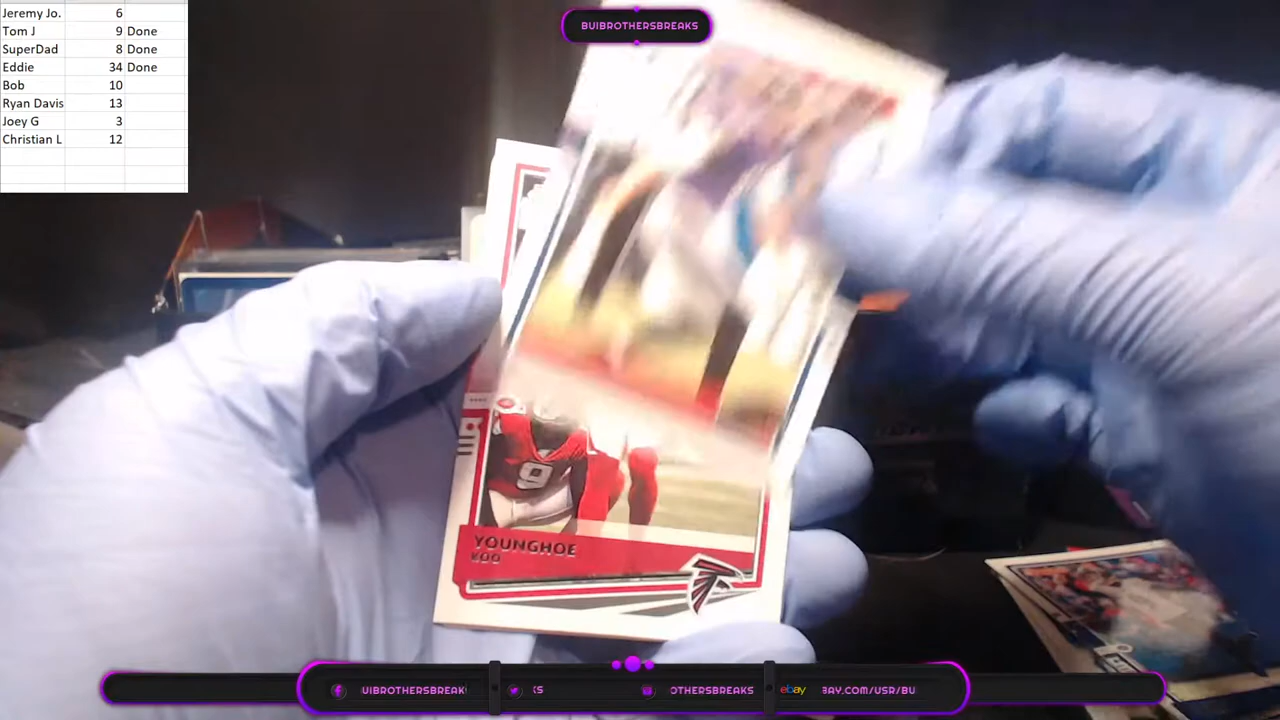 Jeremy Jo. 6
Tom J 9 Done
SuperDad 8 Done
Eddie 34 Done
Bob 10
Ryan Davis 13
Joey G 3
Christian L 12
BUIBROTHERSBREAKS
9
YOUNGHOE
KOO
UIBROTHERSBREAK
OTHERSBREAKS
ebay
BAY.COM/USR/BU